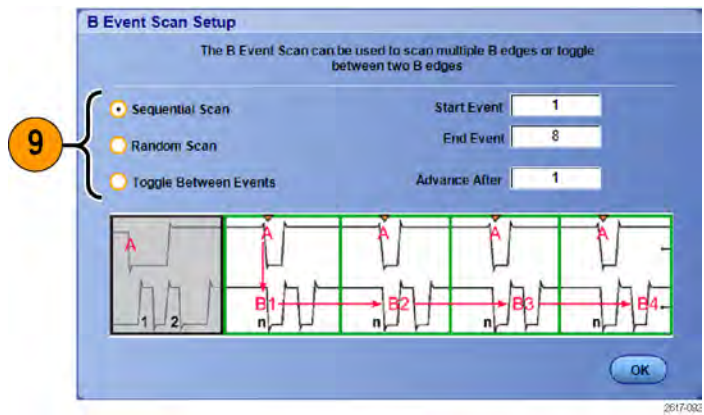 B Event Scan Setup
The B Event Scan can be used to scan multiple B edges or toggle
between two B edges
9
Sequential Scan
Start Event 1
Random Scan
End Event 8
Toggle Between Events
Advance After 1
A A A A A
B1 B2 B3 B4
1 2 n n n n
OK
2617-093